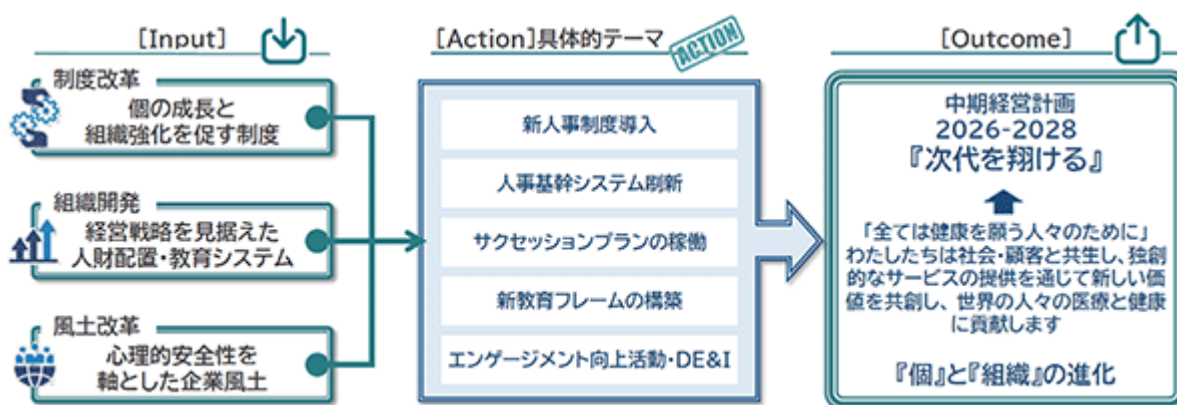 [Input]
制度改革
個の成長と
組織強化を促す制度
組織開発
経営戦略を見据えた
人財配置・教育システム
風土改革
心理的安全性を
軸とした企業風土
[Action]具体的テーマ
ACTION
新人事制度導入
人事基幹システム刷新
サクセッションプランの稼働
新教育フレームの構築
エンゲージメント向上活動・DE&I
[Outcome]
中期経営計画
2026-2028
『次代を翔ける』
「全ては健康を願う人々のために」
わたしたちは社会・顧客と共生し、独創
的なサービスの提供を通じて新しい価
値を共創し、世界の人々の医療と健康
に貢献します
『個』と『組織』の進化